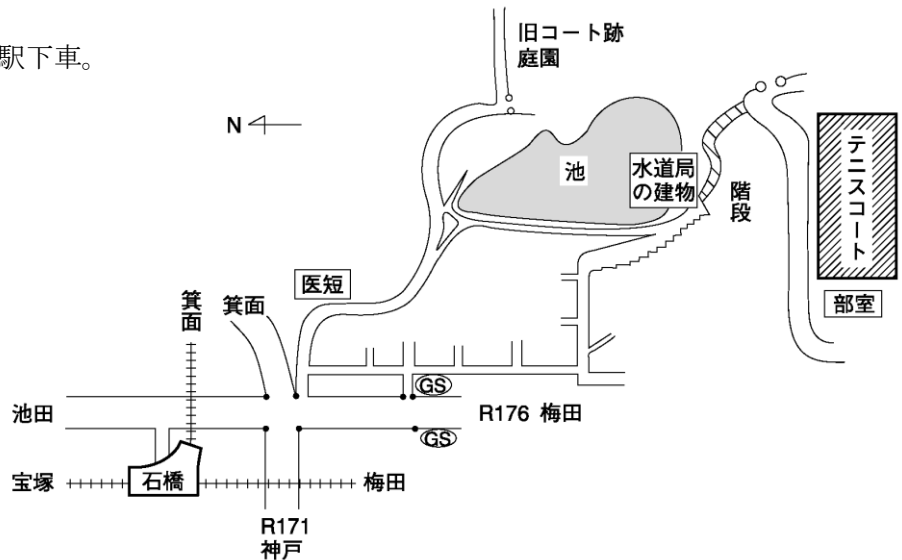 駅下車。
旧コート跡
庭園
N
池
水道局
の建物
階段
テニスコート
部室
医短
箕面
箕面
GS
池田
R176 梅田
GS
宝塚
石橋
梅田
R171
神戸